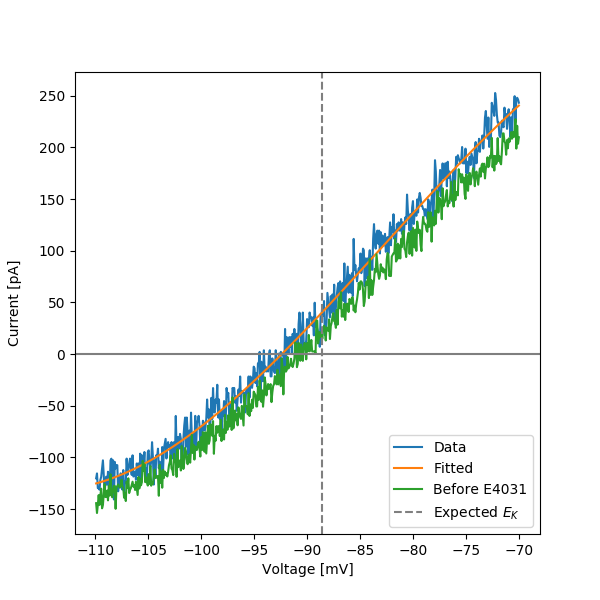 250
200
150
100
50
0
−50
−100
−150
Current [pA]
−110 −105 −100 −95 −90 −85 −80 −75 −70
Voltage [mV]
Data
Fitted
Before E4031
Expected E_K